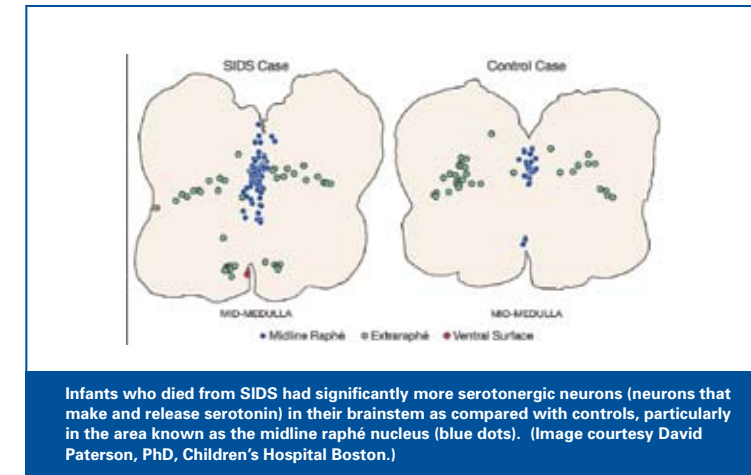 SIDS Case
Control Case
MID-MEDULLA
MID-MEDULLA
Midline Raphé Extraraphé Ventral Surface
Infants who died from SIDS had significantly more serotonergic neurons (neurons that
make and release serotonin) in their brainstem as compared with controls, particularly
in the area known as the midline raphé nucleus (blue dots).  (Image courtesy David
Paterson, PhD, Children's Hospital Boston.)